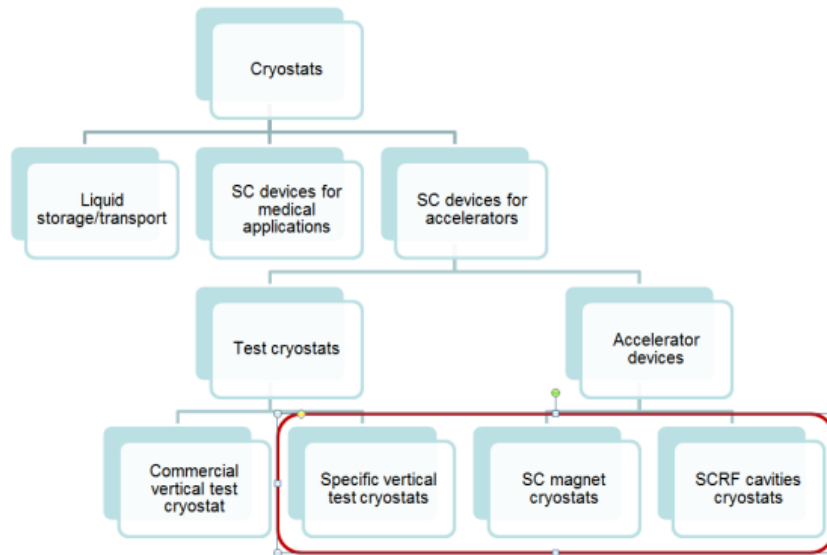 Cryostats
Liquid
storage/transport
SC devices for
medical
applications
SC devices for
accelerators
Test cryostats
Accelerator
devices
Commercial
vertical test
cryostat
Specific vertical
test cryostats
SC magnet
cryostats
SCRF cavities
cryostats